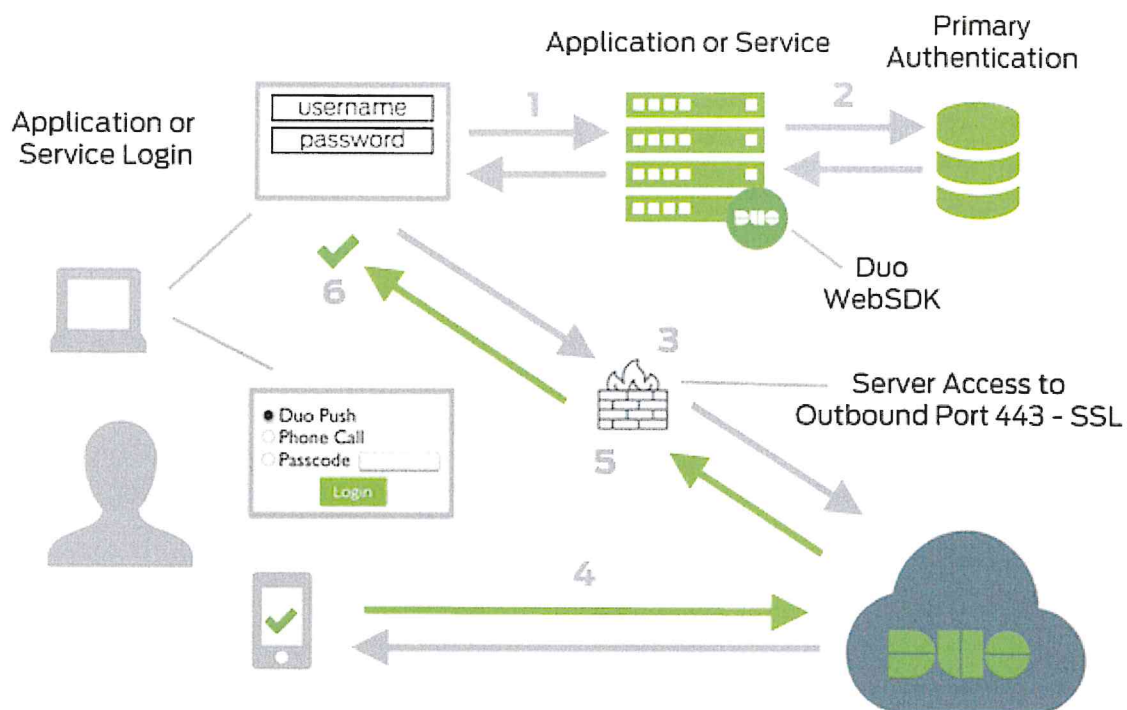 Application or Service
Primary
Authentication
Application or
Service Login
username
password
1
2
DUO
Duo
WebSDK
6
3
Server Access to
Outbound Port 443 - SSL
Duo Push
Phone Call
Passcode
Login
5
4
DUO